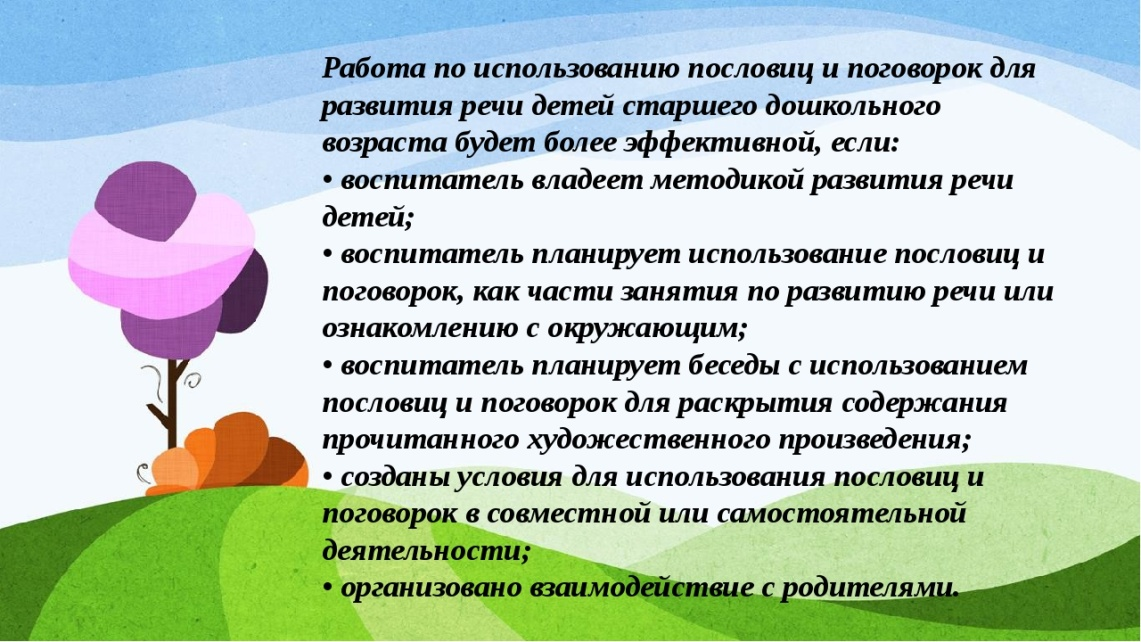 Работа по использованию пословиц и поговорок для
развития речи детей старшего дошкольного
возраста будет более эффективной, если:
• воспитатель владеет методикой развития речи
детей;
• воспитатель планирует использование пословиц и
поговорок, как части занятия по развитию речи или
ознакомлению с окружающим;
• воспитатель планирует беседы с использованием
пословиц и поговорок для раскрытия содержания
прочитанного художественного произведения;
• созданы условия для использования пословиц и
поговорок в совместной или самостоятельной
деятельности;
• организовано взаимодействие с родителями.